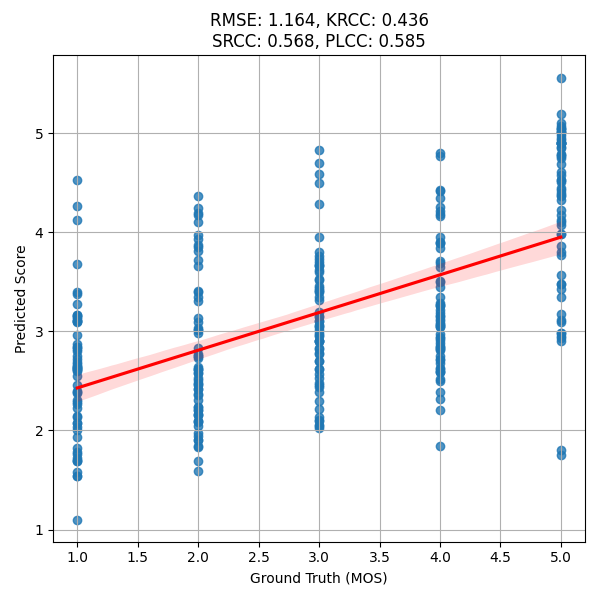 RMSE: 1.164, KRCC: 0.436
SRCC: 0.568, PLCC: 0.585
Predicted Score
5
4
3
2
1
1.0 1.5 2.0 2.5 3.0 3.5 4.0 4.5 5.0
Ground Truth (MOS)